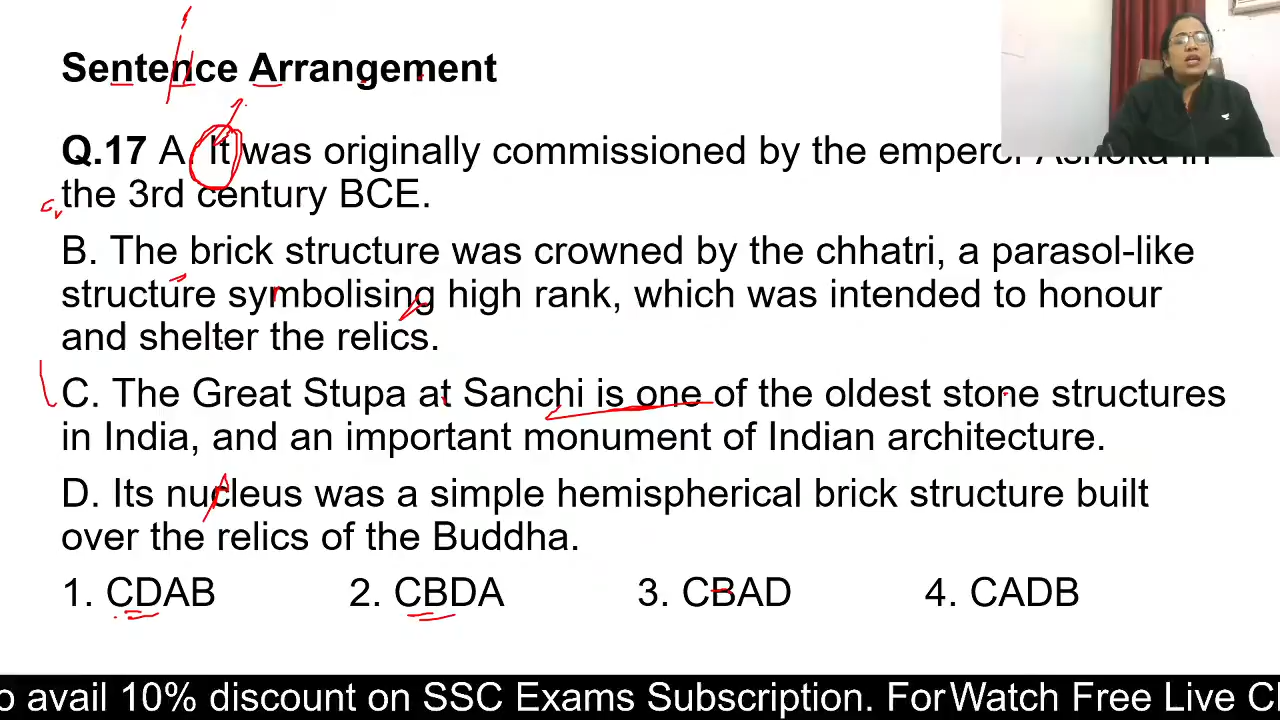 Sentence Arrangement
Q.17 A. It was originally commissioned by the emperor Ashoka in
the 3rd century BCE.
B. The brick structure was crowned by the chhatri, a parasol-like
structure symbolising high rank, which was intended to honour
and shelter the relics.
C. The Great Stupa at Sanchi is one of the oldest stone structures
in India, and an important monument of Indian architecture.
D. Its nucleus was a simple hemispherical brick structure built
over the relics of the Buddha.
1. CDAB 2. CBDA 3. CBAD 4. CADB
o avail 10% discount on SSC Exams Subscription. For Watch Free Live Cl